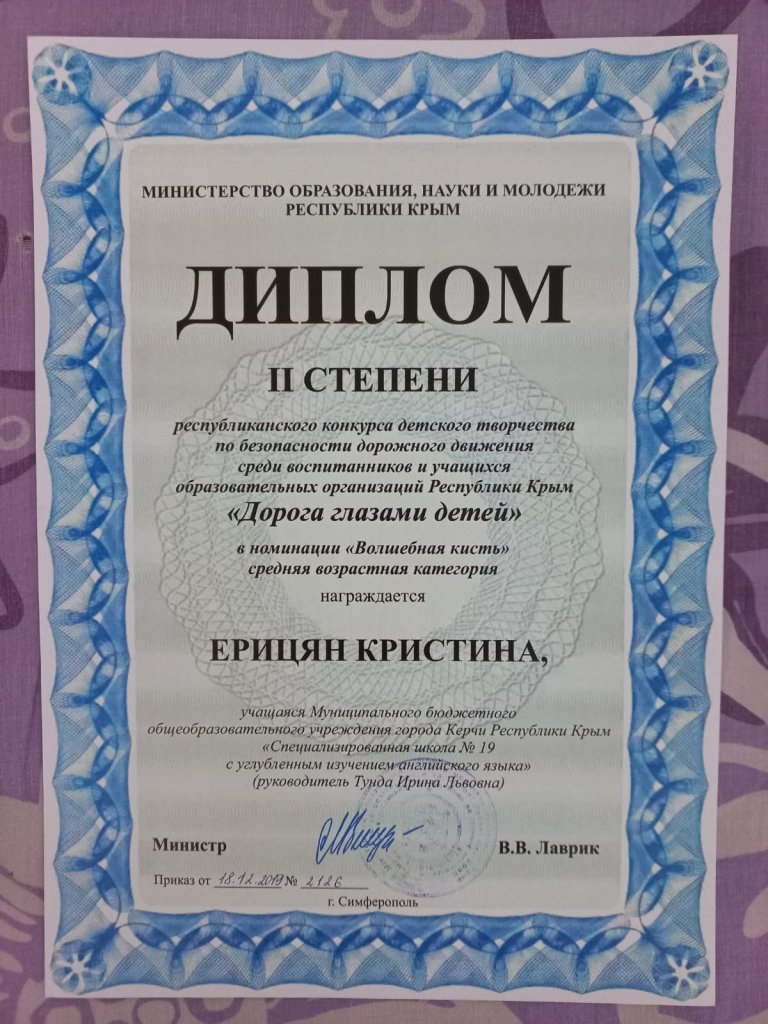 МИНИСТЕРСТВО ОБРАЗОВАНИЯ, НАУКИ И МОЛОДЕЖИ
РЕСПУБЛИКИ КРЫМ
ДИПЛОМ
II СТЕПЕНИ
республиканского конкурса детского творчества
по безопасности дорожного движения
среди воспитанников и учащихся
образовательных организаций Республики Крым
«Дорога глазами детей»
в номинации «Волшебная кисть»
средняя возрастная категория
награждается
ЕРИЦЯН КРИСТИНА,
учащаяся Муниципального бюджетного
общеобразовательного учреждения города Керчи Республики Крым
«Специализированная школа № 19
с углубленным изучением английского языка»
(руководитель Тунда Ирина Львовна)
Министр В.В. Лаврик
Приказ от 18.12.2019 № 2126
г. Симферополь